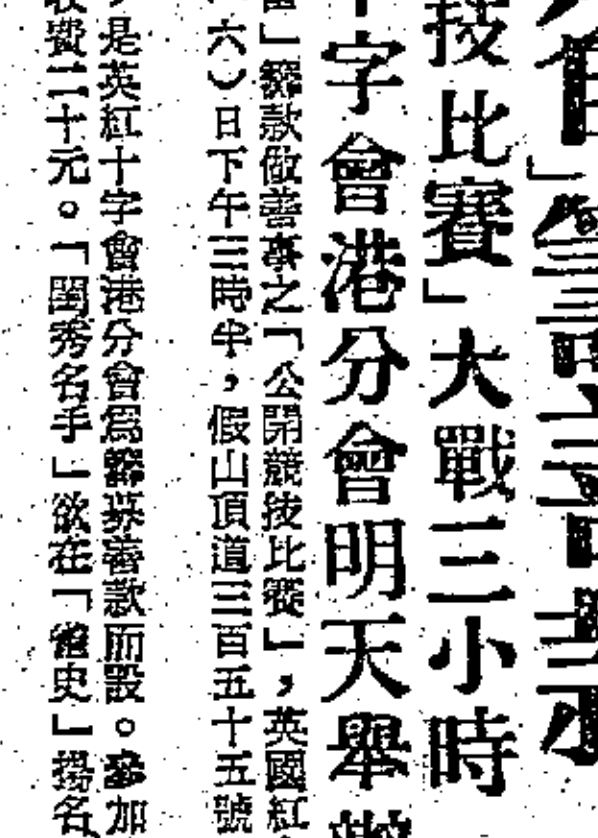 技比賽」大戰三小時
十字會港分會明天舉辦
」籌款做善事之「公開競技比賽」,英國紅
六)日下午三時半,假山頂道三百五十五號
是英紅十字會港分會爲籌募善款而設。參加
收費二十元。「閨秀名手」欲在「雀史」揚名